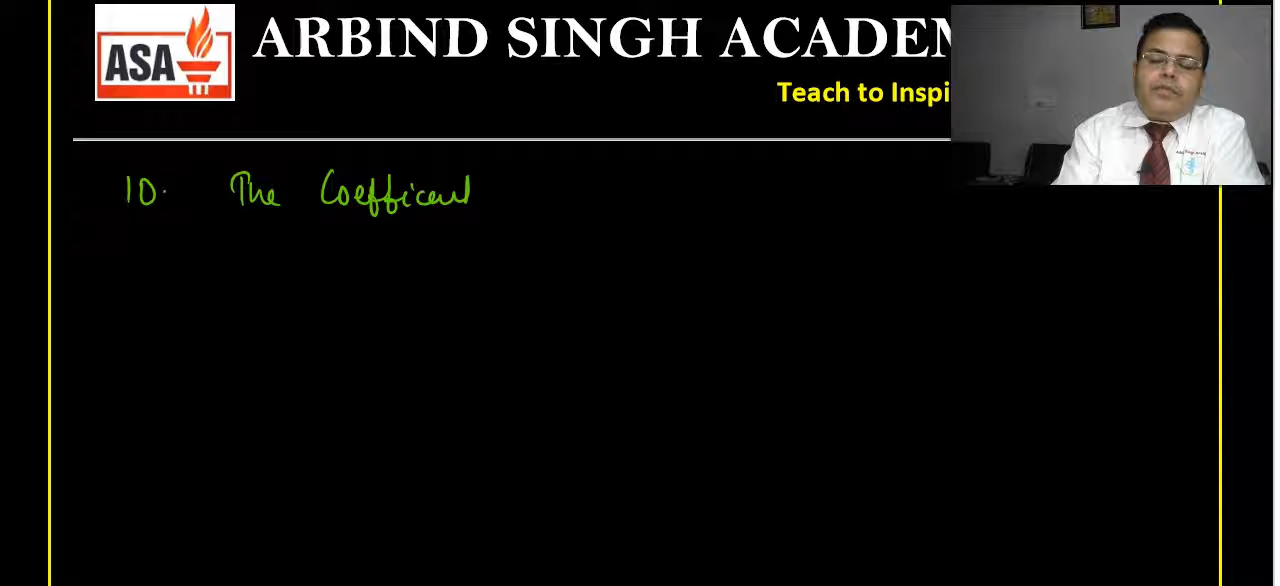 ASA
ARBIND SINGH ACADEM
Teach to Inspi
10. The Coefficent